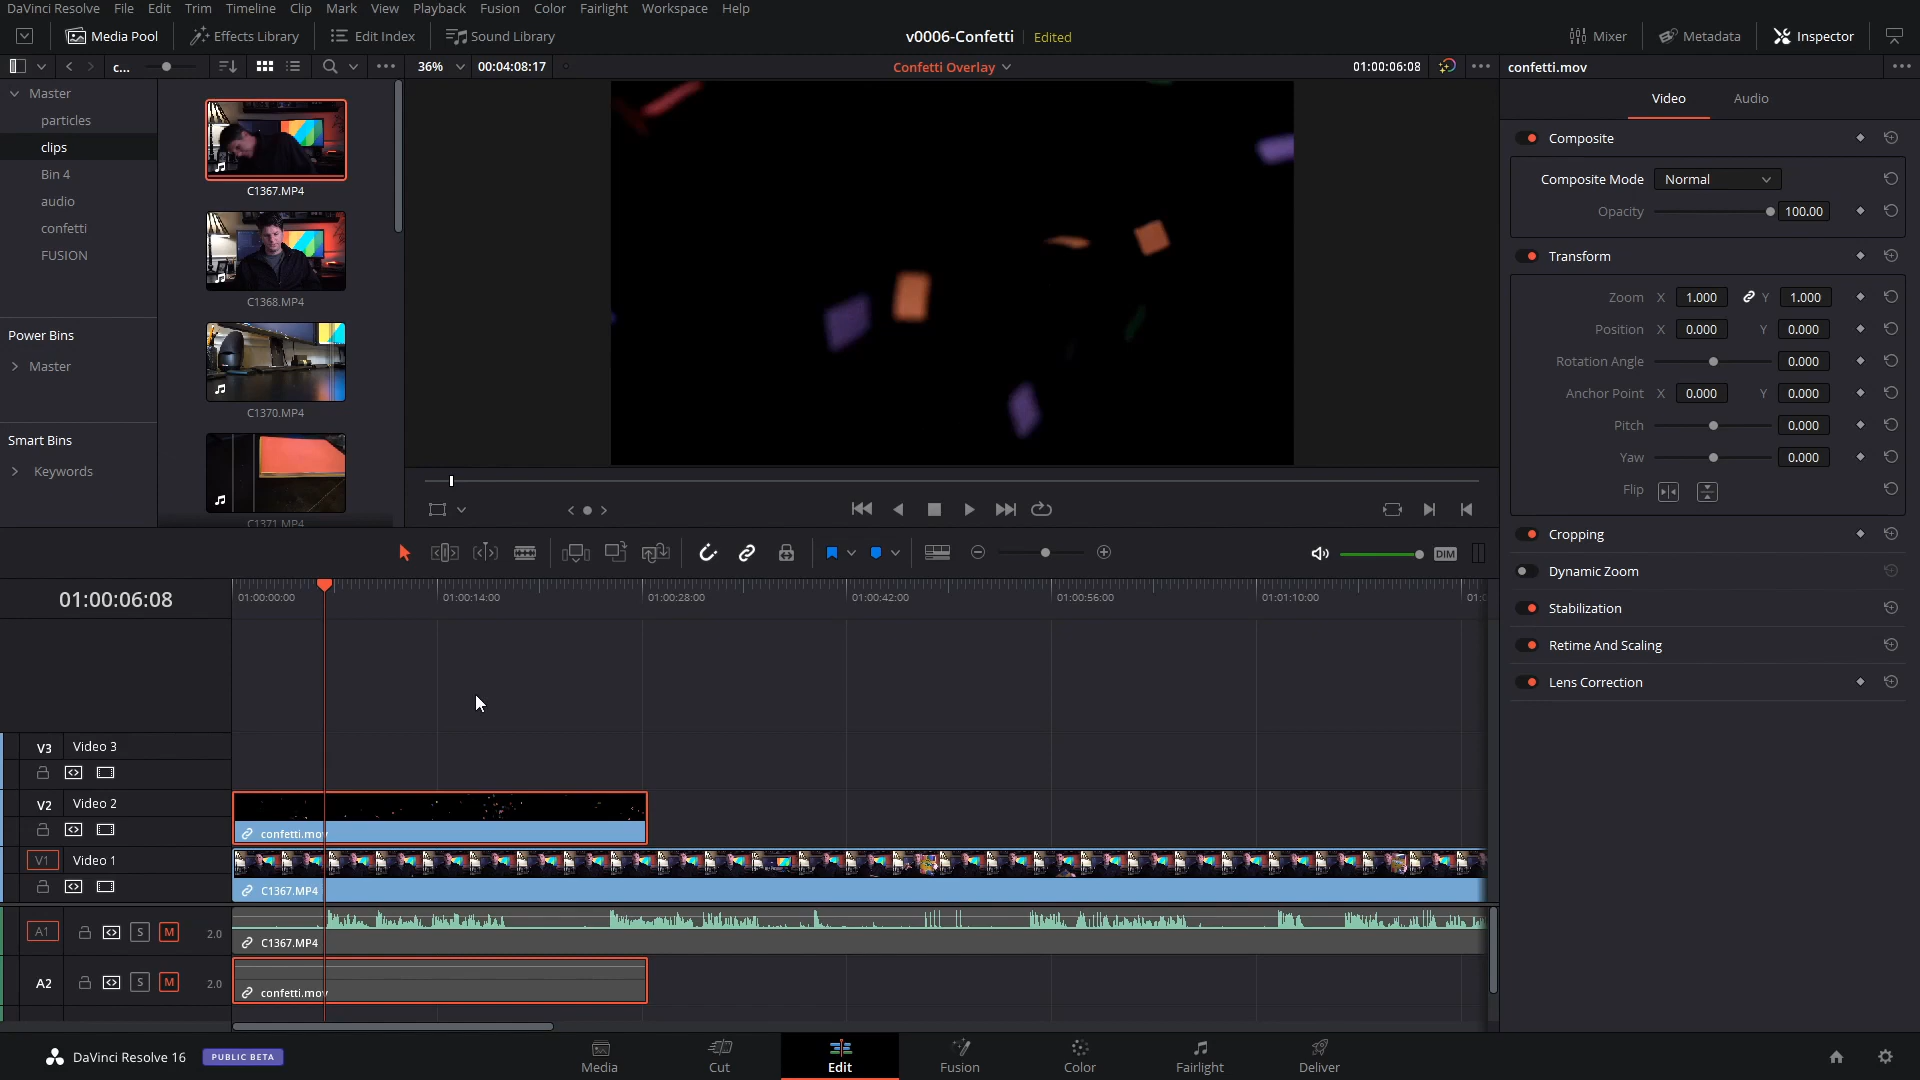 DaVinci Resolve File Edit Trim Timeline Clip Mark View Playback Fusion Color Fairlight Workspace Help
Media Pool Effects Library Edit Index Sound Library v0006-Confetti Edited Mixer Metadata Inspector
c... 36% 00:04:08:17 Confetti Overlay 01:00:06:08 confetti.mov
Master
particles
clips
Bin 4
audio
confetti
FUSION
Power Bins
Master
Smart Bins
Keywords
C1367.MP4
C1368.MP4
C1370.MP4
C1371.MP4
Video Audio
Composite
Composite Mode Normal
Opacity 100.00
Transform
Zoom X 1.000 Y 1.000
Position X 0.000 Y 0.000
Rotation Angle 0.000
Anchor Point X 0.000 Y 0.000
Pitch 0.000
Yaw 0.000
Flip
Cropping
Dynamic Zoom
Stabilization
Retime And Scaling
Lens Correction
DIM
01:00:06:08
01:00:00:00 01:00:14:00 01:00:28:00 01:00:42:00 01:00:56:00 01:01:10:00
V3 Video 3
V2 Video 2
confetti.mov
V1 Video 1
C1367.MP4
A1 S M 2.0
C1367.MP4
A2 S M 2.0
confetti.mov
DaVinci Resolve 16 PUBLIC BETA
Media Cut Edit Fusion Color Fairlight Deliver